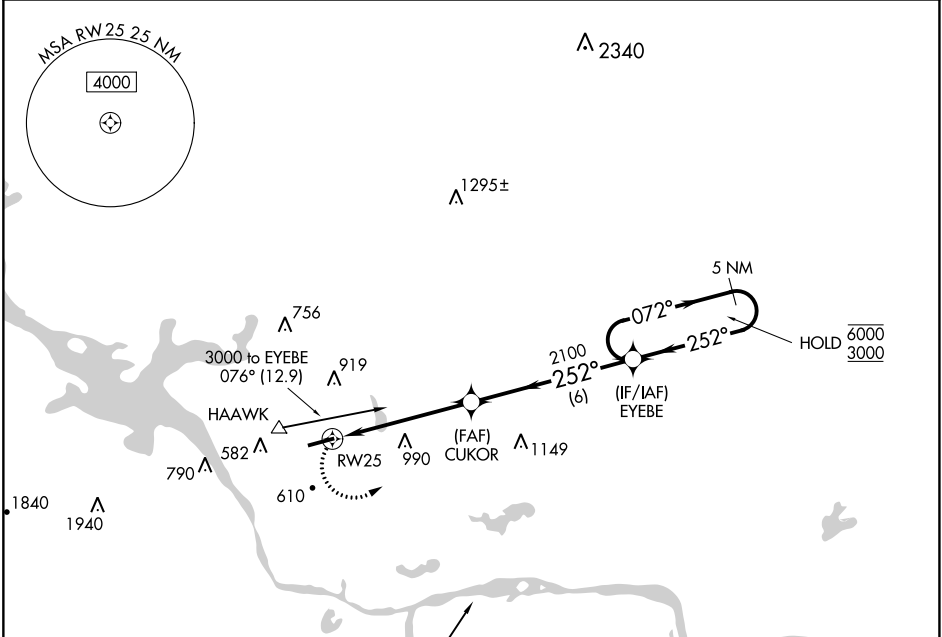 MSA RW25 25 NM
4000
2340
1295±
5 NM
072°
HOLD 6000
3000
252°
756
3000 to EYEBE
076° (12.9)
919
2100
252°
(6)
(IF/IAF)
EYEBE
HAAWK
582
RW25
990
(FAF)
CUKOR
1149
790
610
1840
1940